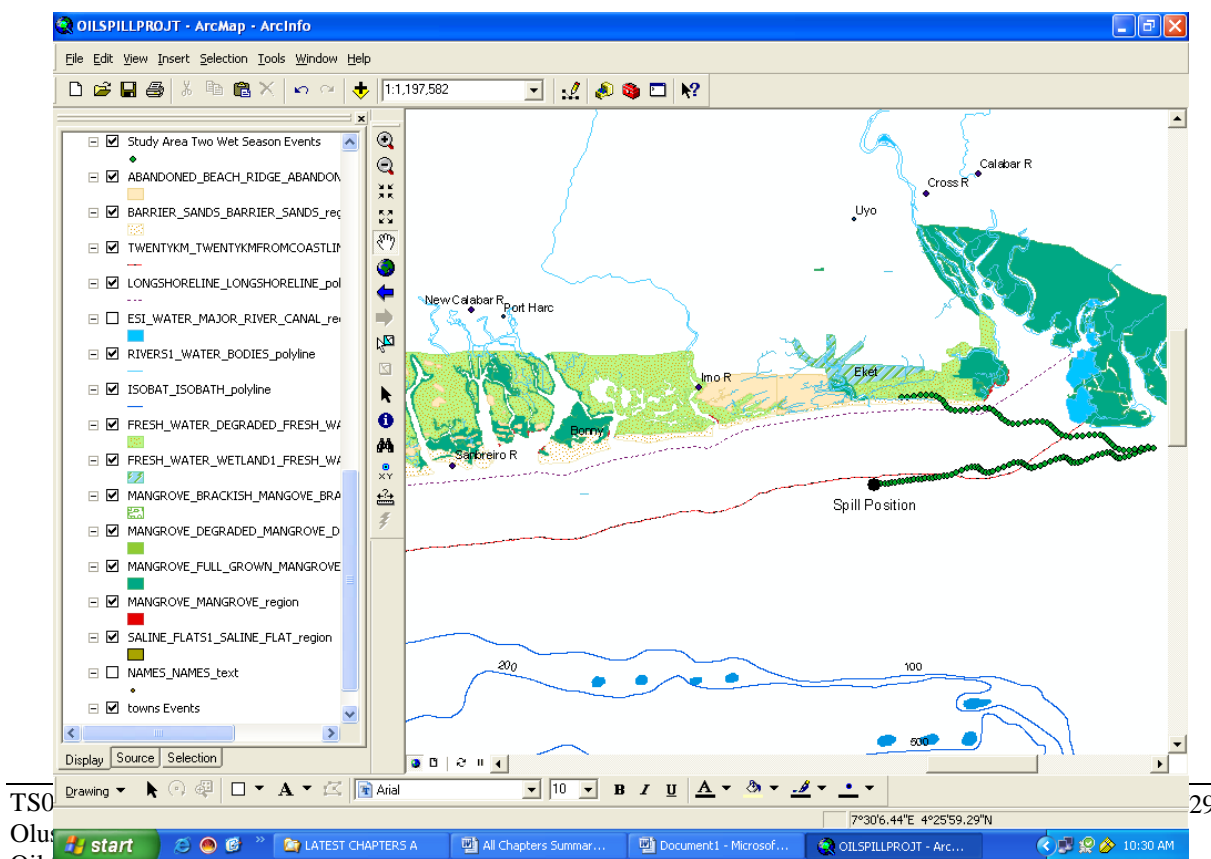 OILSPILLPROJT - ArcMap - ArcInfo
File Edit View Insert Selection Tools Window Help
1:1,197,582
Study Area Two Wet Season Events
ABANDONED_BEACH_RIDGE_ABANDON
BARRIER_SANDS_BARRIER_SANDS_reg
TWENTYKM_TWENTYKMFROMCOASTLIN
LONGSHORELINE_LONGSHORELINE_pol
ESI_WATER_MAJOR_RIVER_CANAL_re
RIVERS1_WATER_BODIES_polyline
ISOBAT_ISOBATH_polyline
FRESH_WATER_DEGRADED_FRESH_WA
FRESH_WATER_WETLAND1_FRESH_WA
MANGROVE_BRACKISH_MANGOVE_BRA
MANGROVE_DEGRADED_MANGROVE_D
MANGROVE_FULL_GROWN_MANGROVE
MANGROVE_MANGROVE_region
SALINE_FLATS1_SALINE_FLAT_region
NAMES_NAMES_text
towns Events
Display Source Selection
Calabar R
Cross R
Uyo
New Calabar R
Port Harc
Imo R
Eket
Bonny
Sanbreiro R
Spill Position
200
100
500
Drawing A Arial 10 B I U A
TS0
29
7°30'6.44"E 4°25'59.29"N
Olus
start LATEST CHAPTERS A All Chapters Summar... Document1 - Microsof... OILSPILLPROJT - Arc... 10:30 AM